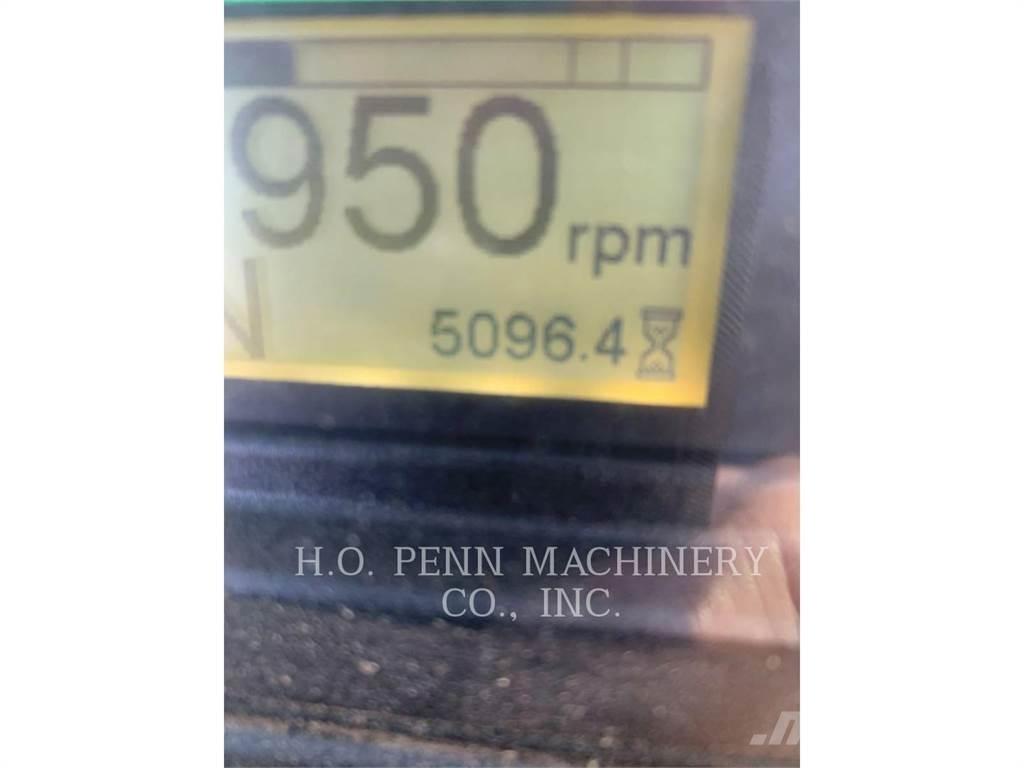 950 rpm
N
5096.4
H.O. PENN MACHINERY
CO., INC.